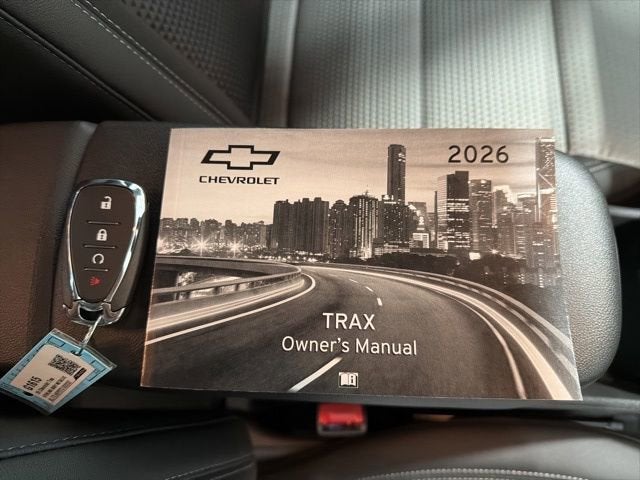 CHEVROLET
2026
TRAX
Owner's Manual